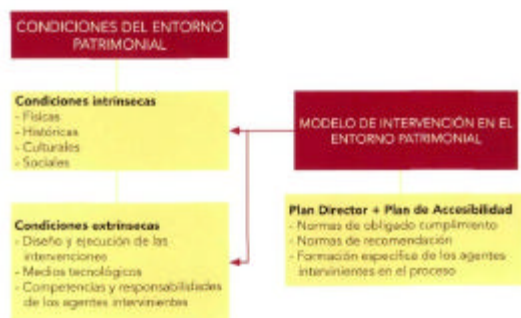 CONDICIONES DEL ENTORNO
PATRIMONIAL
Condiciones intrínsecas
- Físicas
- Históricas
- Culturales
- Sociales
Condiciones extrínsecas
- Diseño y ejecución de las
intervenciones
- Medios tecnológicos
- Competencias y responsabilidades
de los agentes intervinientes
MODELO DE INTERVENCIÓN EN EL
ENTORNO PATRIMONIAL
Plan Director + Plan de Accesibilidad
- Normas de obligado cumplimiento
- Normas de recomendación
- Formación específica de los agentes
intervinientes en el proceso